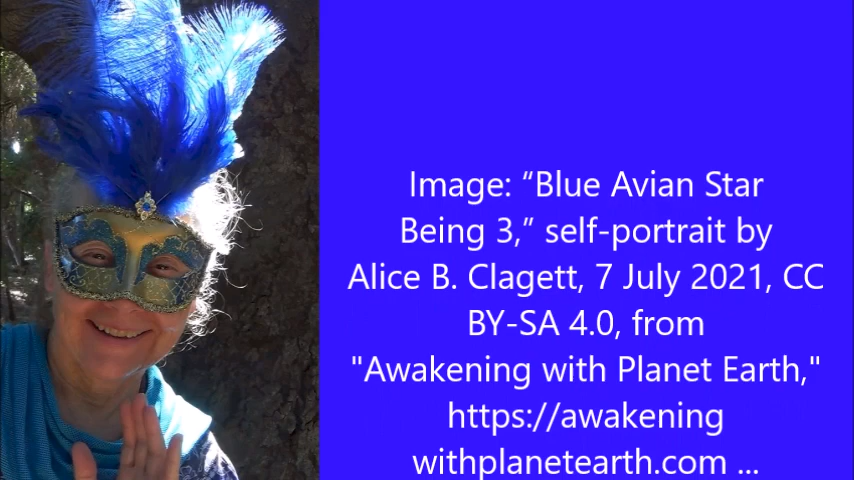 Image: “Blue Avian Star
Being 3,” self-portrait by
Alice B. Clagett, 7 July 2021, CC
BY-SA 4.0, from
"Awakening with Planet Earth,"
https://awakening
withplanetearth.com ...